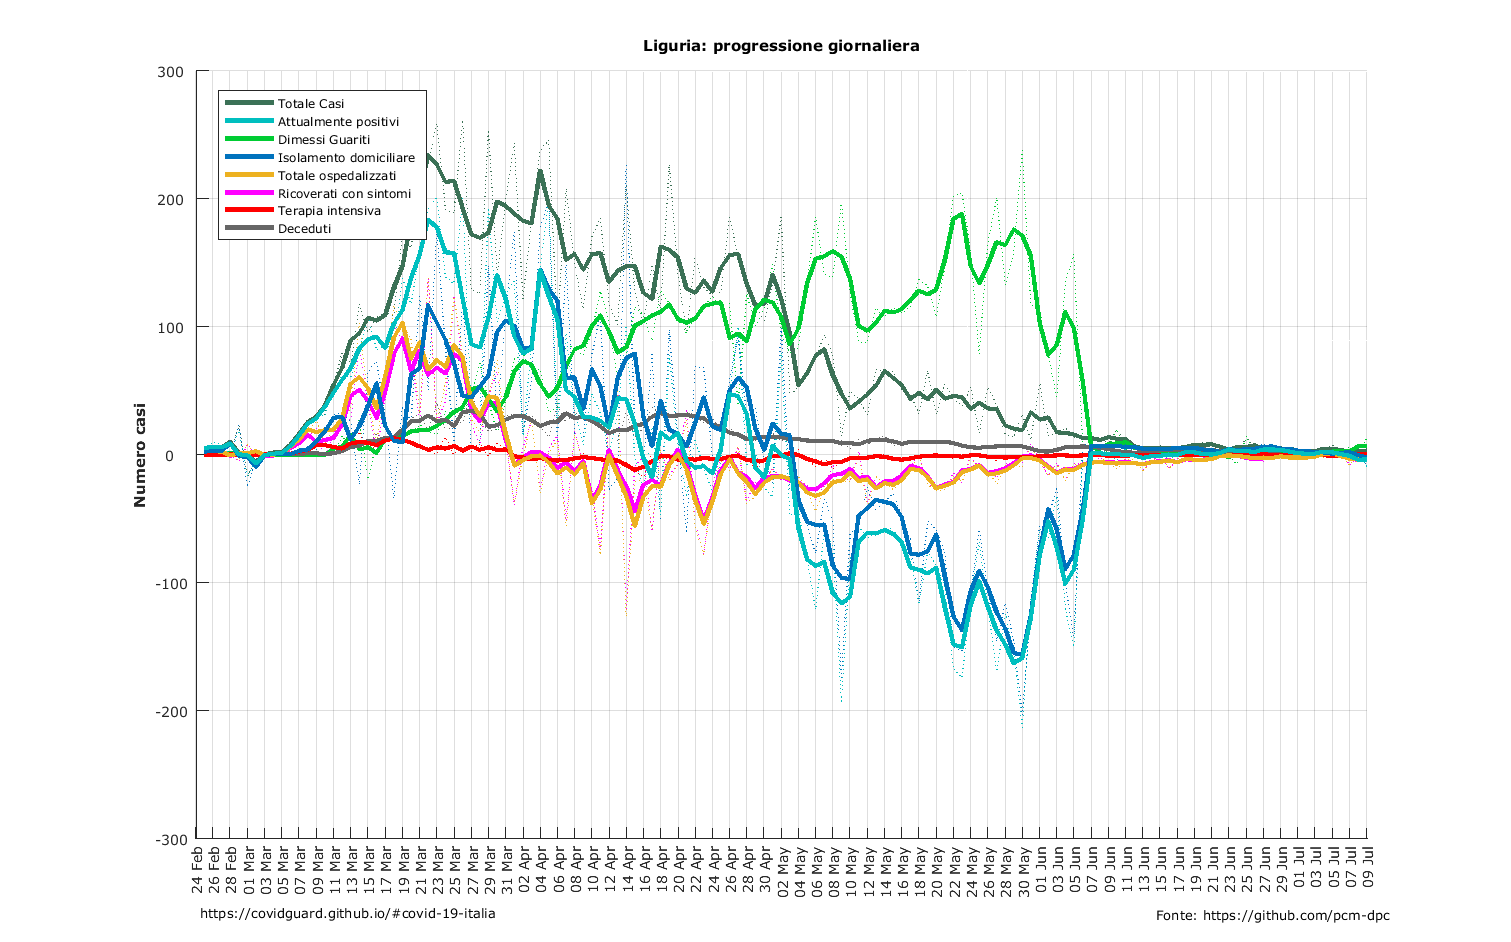 Liguria: progressione giornaliera
300
200
100
0
-100
-200
-300
Numero casi
Totale Casi
Attualmente positivi
Dimessi Guariti
Isolamento domiciliare
Totale ospedalizzati
Ricoverati con sintomi
Terapia intensiva
Deceduti
24 Feb
26 Feb
28 Feb
01 Mar
03 Mar
05 Mar
07 Mar
09 Mar
11 Mar
13 Mar
15 Mar
17 Mar
19 Mar
21 Mar
23 Mar
25 Mar
27 Mar
29 Mar
31 Mar
02 Apr
04 Apr
06 Apr
08 Apr
10 Apr
12 Apr
14 Apr
16 Apr
18 Apr
20 Apr
22 Apr
24 Apr
26 Apr
28 Apr
30 Apr
02 May
04 May
06 May
08 May
10 May
12 May
14 May
16 May
18 May
20 May
22 May
24 May
26 May
28 May
30 May
01 Jun
03 Jun
05 Jun
07 Jun
09 Jun
11 Jun
13 Jun
15 Jun
17 Jun
19 Jun
21 Jun
23 Jun
25 Jun
27 Jun
29 Jun
01 Jul
03 Jul
05 Jul
07 Jul
09 Jul
https://covidguard.github.io/#covid-19-italia
Fonte: https://github.com/pcm-dpc